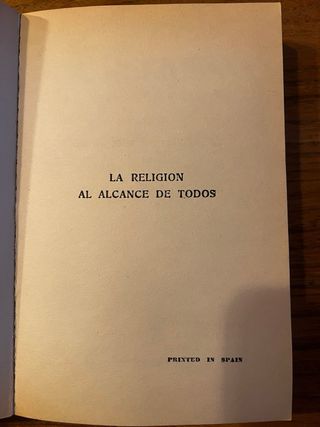 LA RELIGION
AL ALCANCE DE TODOS
PRINTED IN SPAIN